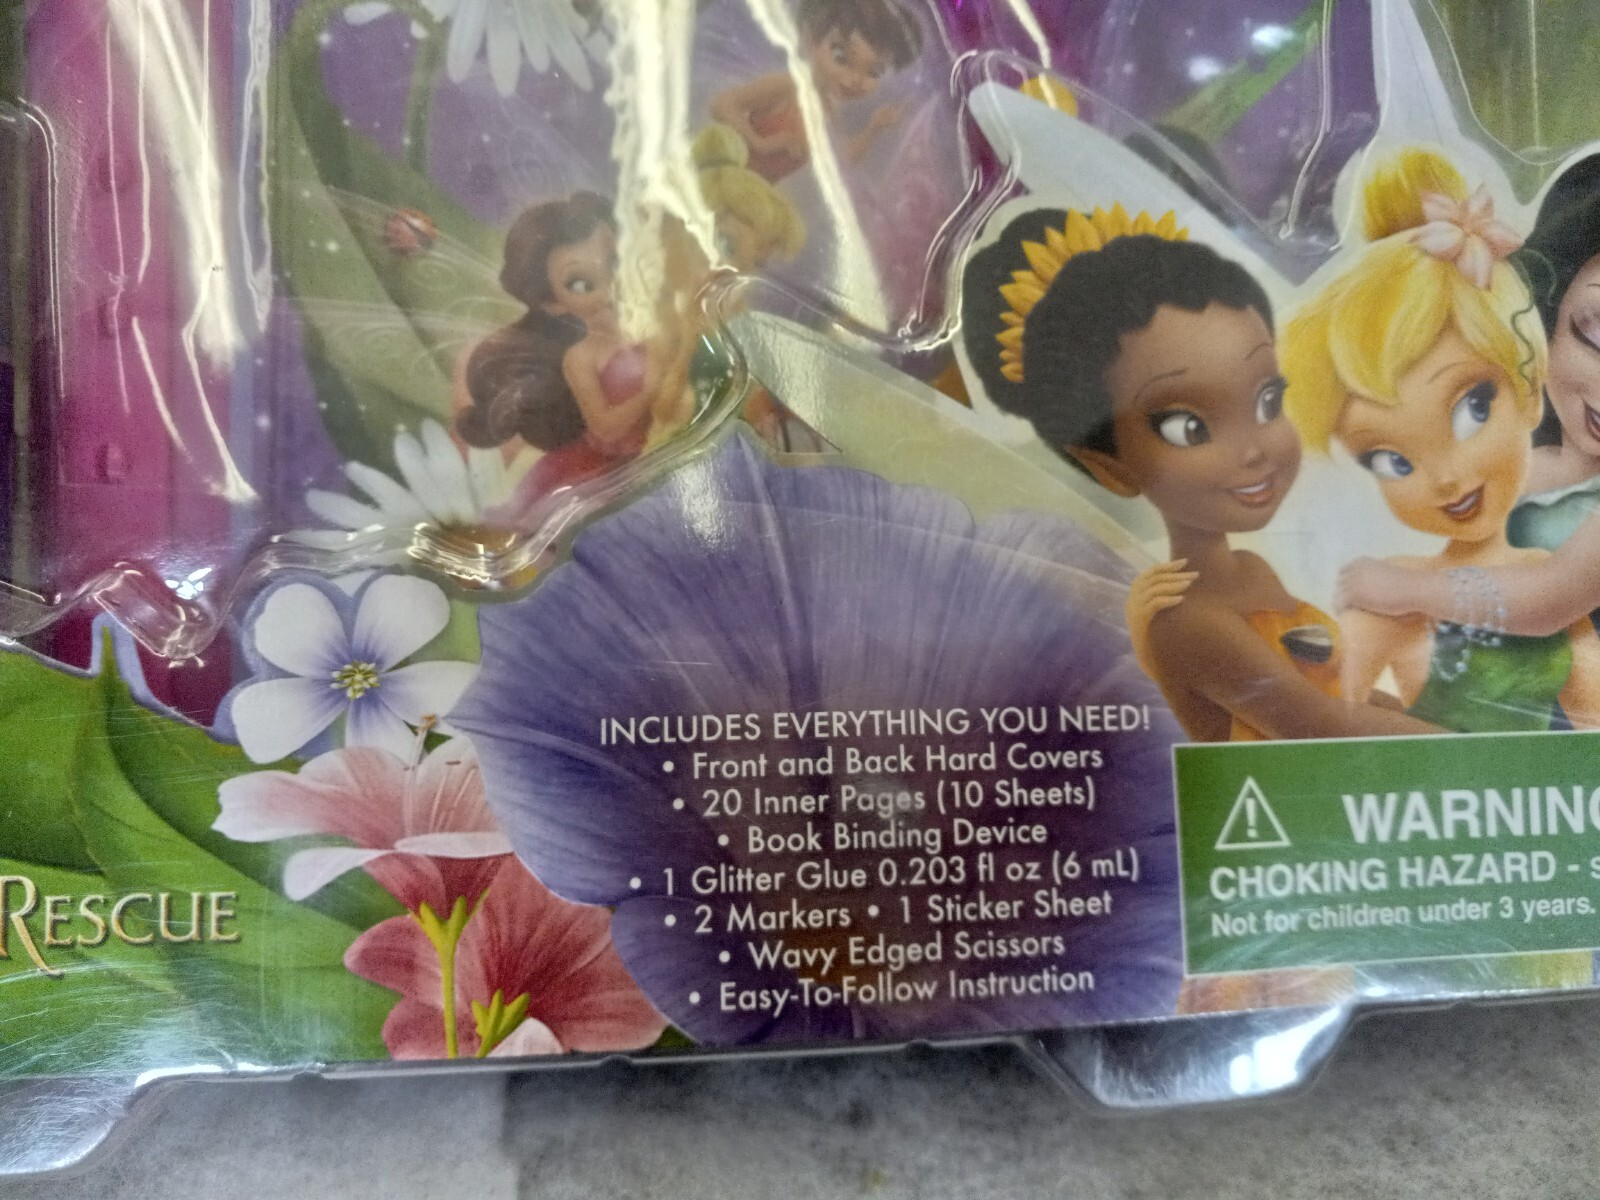 INCLUDES EVERYTHING YOU NEED!
• Front and Back Hard Covers
• 20 Inner Pages (10 Sheets)
• Book Binding Device
• 1 Glitter Glue 0.203 fl oz (6 mL)
• 2 Markers • 1 Sticker Sheet
• Wavy Edged Scissors
• Easy-To-Follow Instruction
RESCUE
WARNING
CHOKING HAZARD -
Not for children under 3 years.